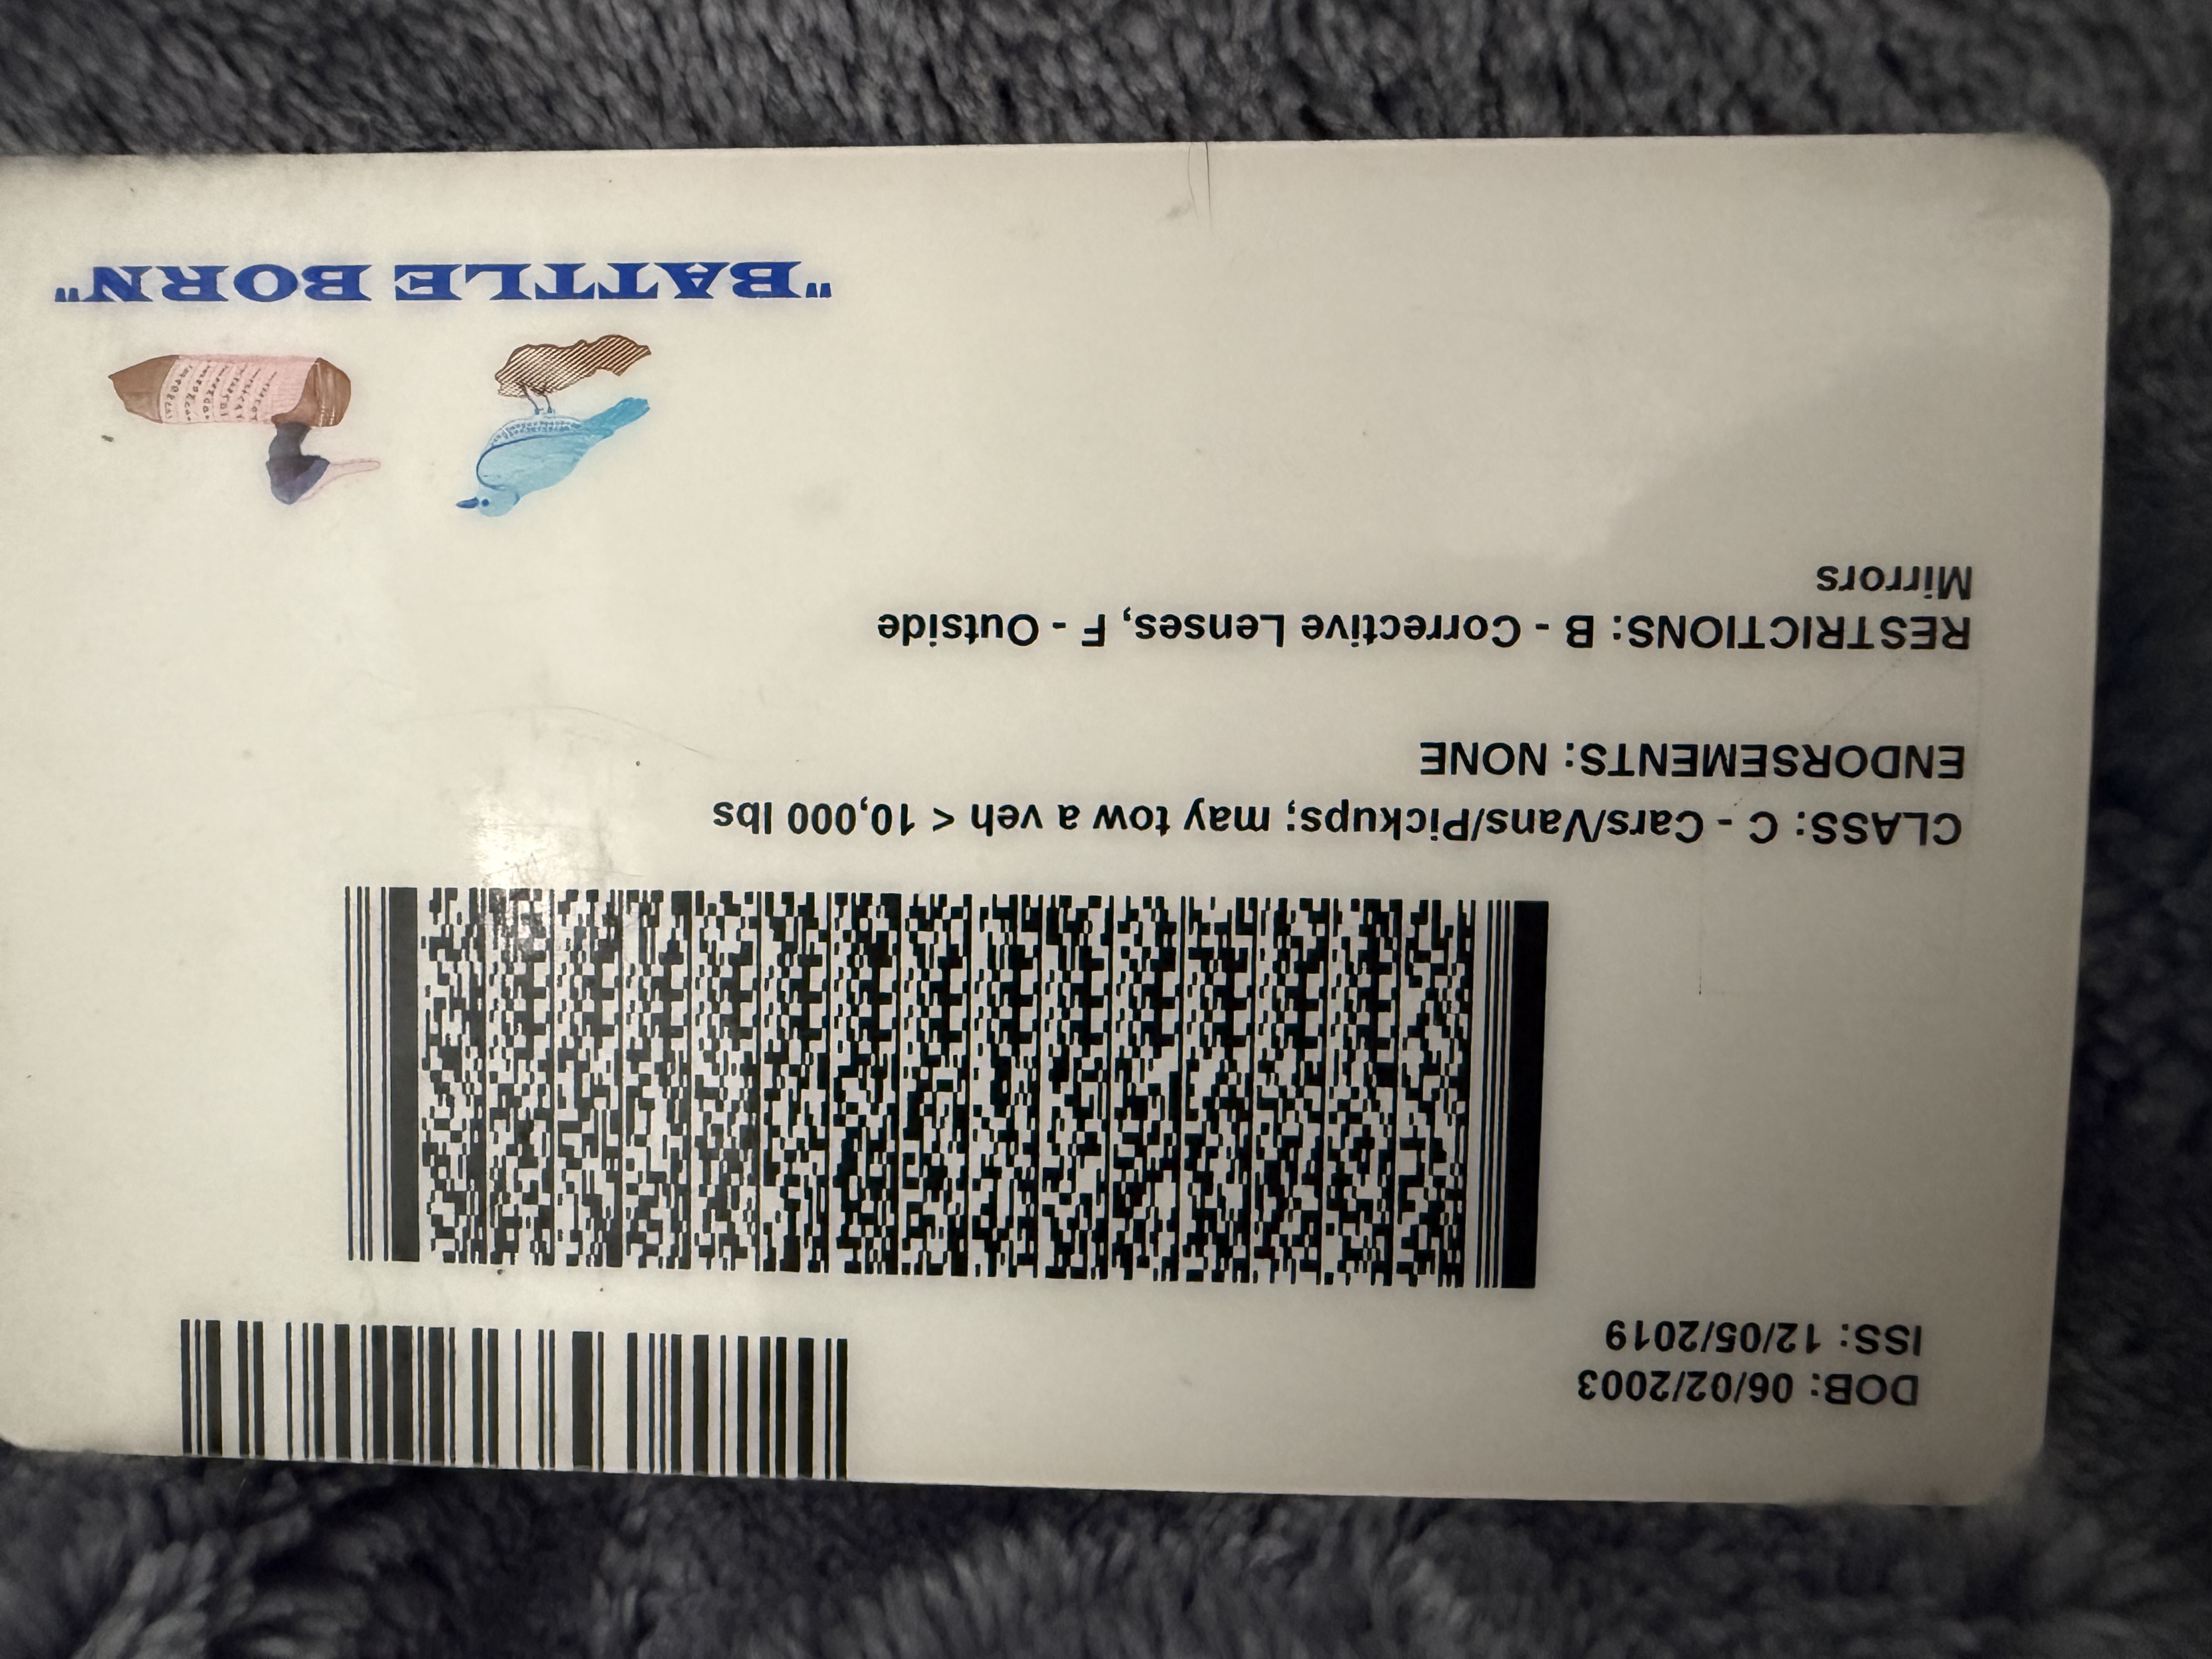 DOB: 06/02/2003
ISS: 12/05/2019
CLASS: C - Cars/Vans/Pickups; may tow a veh < 10,000 lbs
ENDORSEMENTS: NONE
RESTRICTIONS: B - Corrective Lenses, F - Outside
Mirrors
"BATTLE BORN"